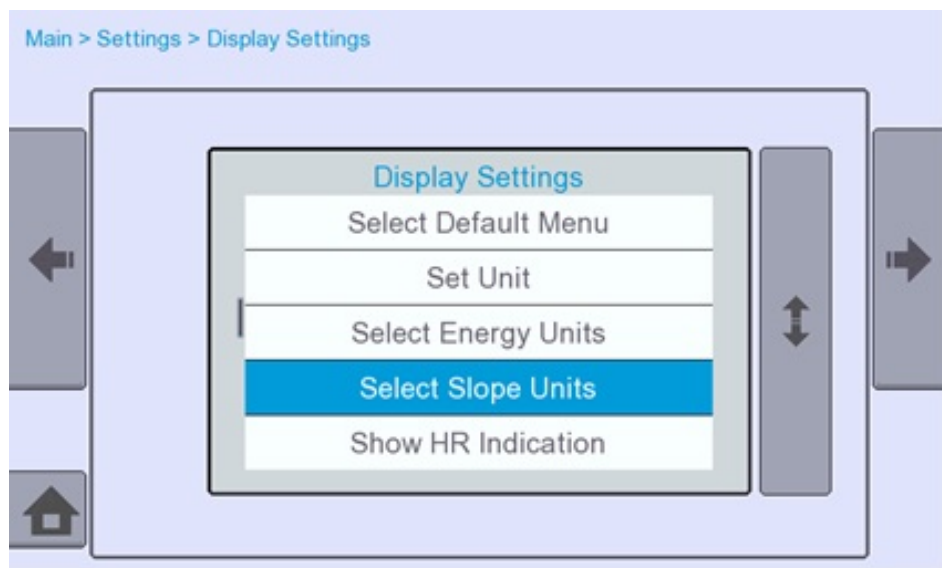 Main > Settings > Display Settings
Display Settings
Select Default Menu
Set Unit
Select Energy Units
Select Slope Units
Show HR Indication